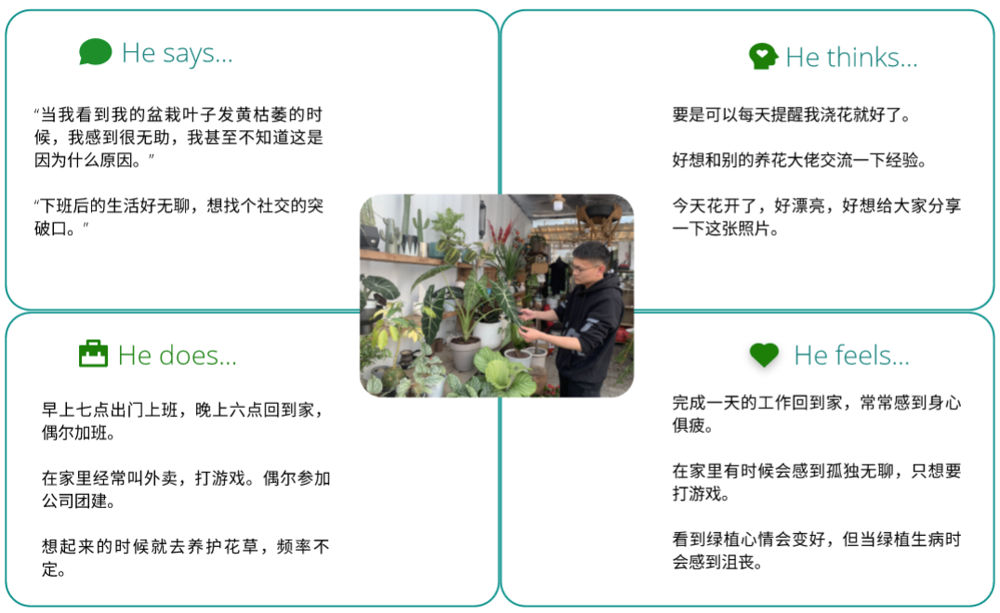 He says...
“当我看到我的盆栽叶子发黄枯萎的时
候，我感到很无助，我甚至不知道这是
因为什么原因。”
“下班后的生活好无聊，想找个社交的突
破口。”
He thinks...
要是可以每天提醒我浇花就好了。
好想和别的养花大佬交流一下经验。
今天花开了，好漂亮，好想给大家分享
一下这张照片。
He does...
早上七点出门上班，晚上六点回到家，
偶尔加班。
在家里经常叫外卖，打游戏。偶尔参加
公司团建。
想起来的时候就去养护花草，频率不
定。
He feels...
完成一天的工作回到家，常常感到身心
俱疲。
在家里有时候会感到孤独无聊，只想要
打游戏。
看到绿植心情会变好，但当绿植生病时
会感到沮丧。